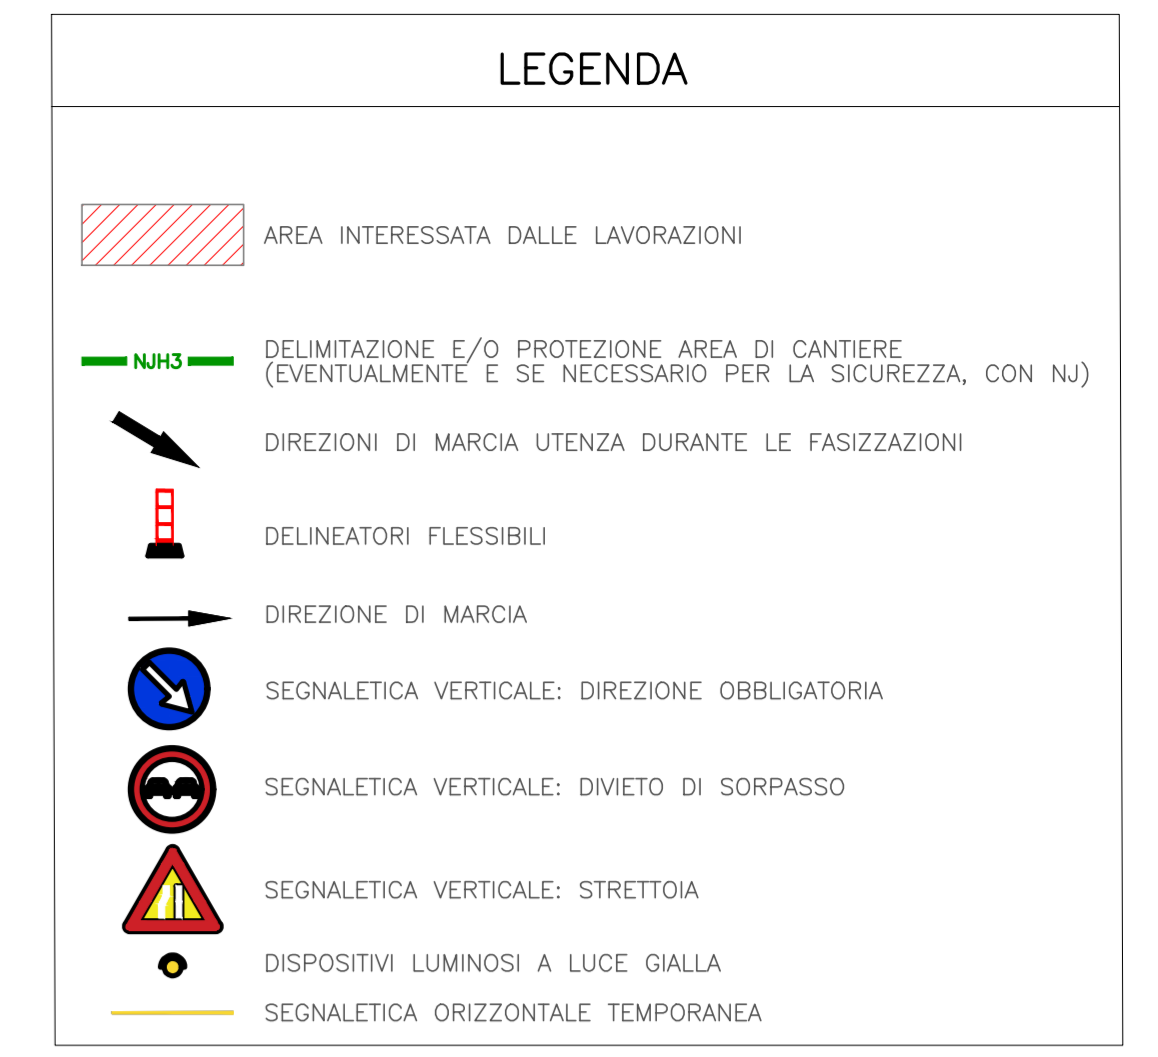 LEGENDA
AREA INTERESSATA DALLE LAVORAZIONI
NJH3
DELIMITAZIONE E/O PROTEZIONE AREA DI CANTIERE
(EVENTUALMENTE E SE NECESSARIO PER LA SICUREZZA, CON NJ)
DIREZIONI DI MARCIA UTENZA DURANTE LE FASIZZAZIONI
DELINEATORI FLESSIBILI
DIREZIONE DI MARCIA
SEGNALETICA VERTICALE: DIREZIONE OBBLIGATORIA
SEGNALETICA VERTICALE: DIVIETO DI SORPASSO
SEGNALETICA VERTICALE: STRETTOIA
DISPOSITIVI LUMINOSI A LUCE GIALLA
SEGNALETICA ORIZZONTALE TEMPORANEA